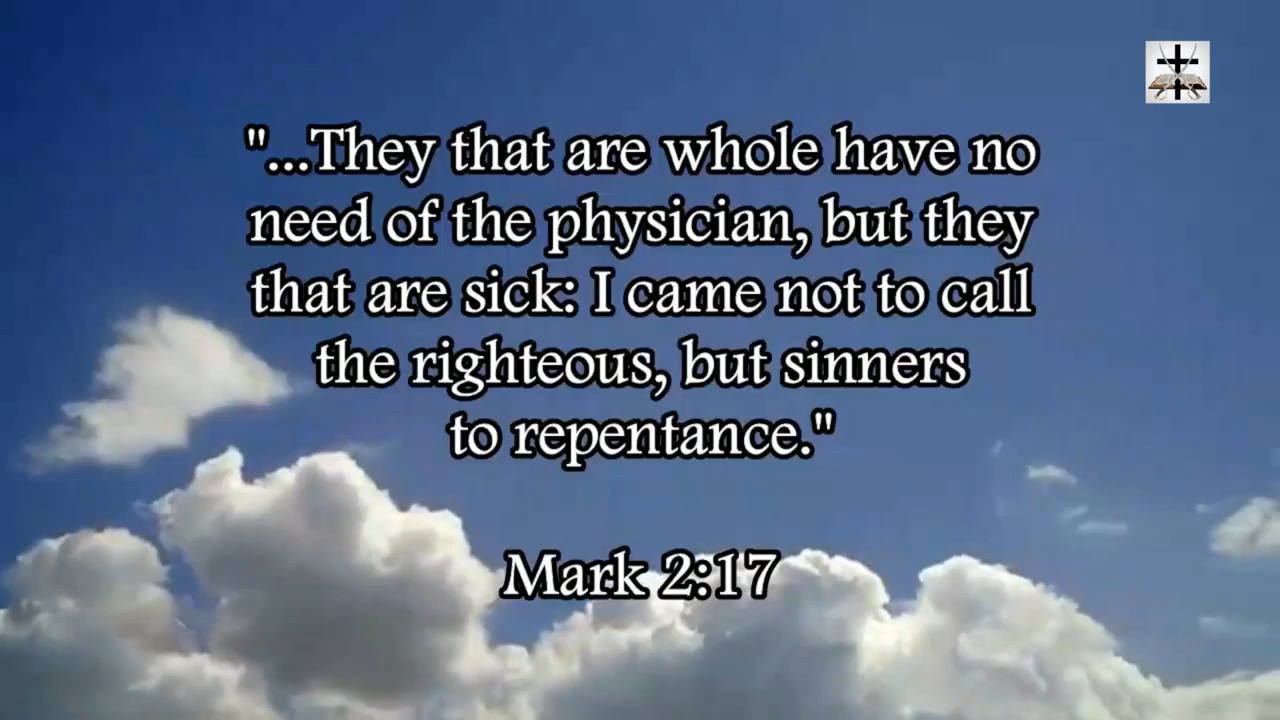 "...They that are whole have no
need of the physician, but they
that are sick: I came not to call
the righteous, but sinners
to repentance."
Mark 2:17